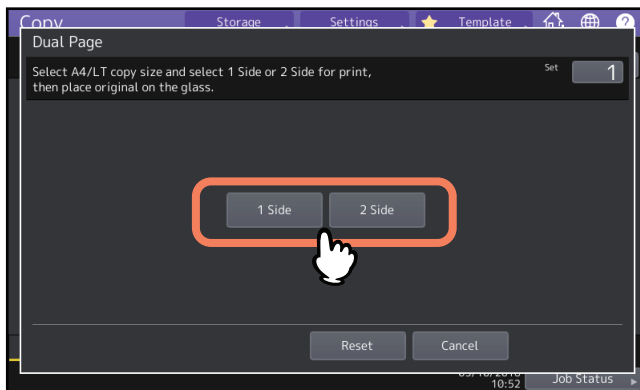 Copy
Storage
Settings
Template
Dual Page
Select A4/LT copy size and select 1 Side or 2 Side for print,
then place original on the glass.
Set
1
1 Side
2 Side
Reset
Cancel
10:52
Job Status